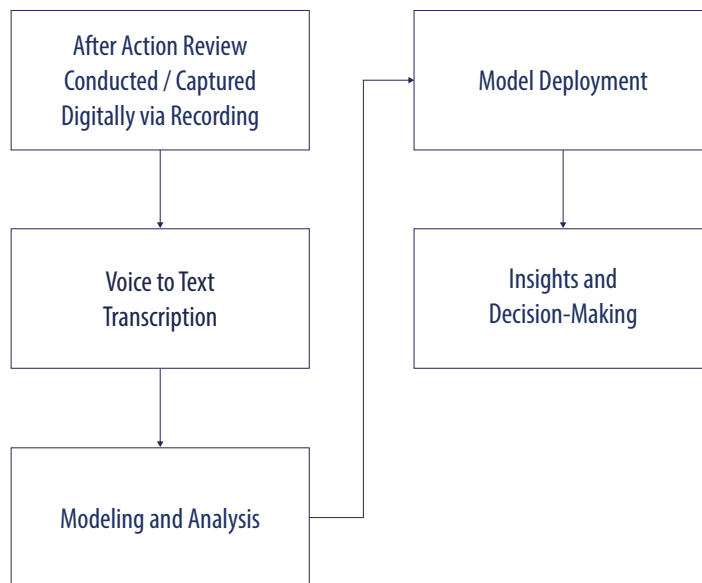 After Action Review
Conducted / Captured
Digitally via Recording
Voice to Text
Transcription
Modeling and Analysis
Model Deployment
Insights and
Decision-Making